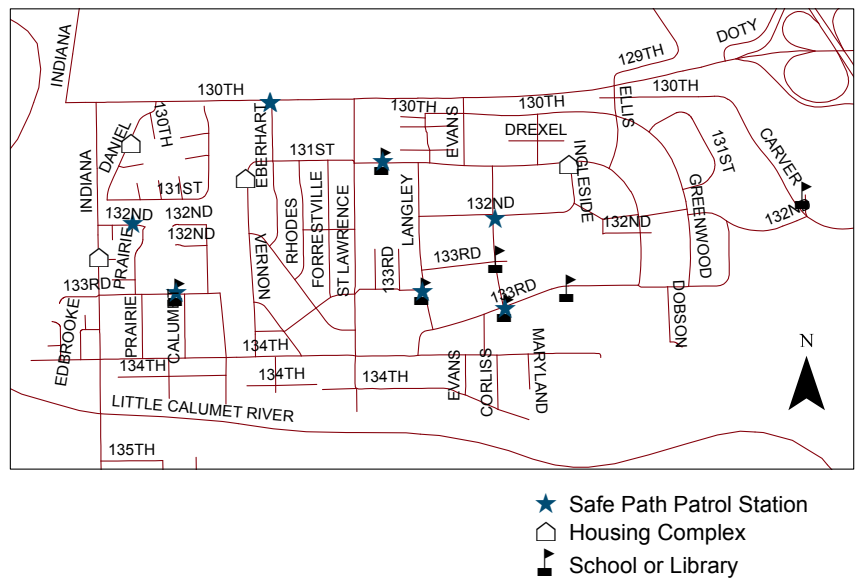 INDIANA
DOTY
129TH
130TH
130TH
130TH
130TH
130TH
ELLIS
EVANS
DREXEL
DANIEL
EBERHART
131ST
131ST
131ST
CARVER
INGLESIDE
INDIANA
LANGLEY
GREENWOOD
RHODES
FORRESTVILLE
ST LAWRENCE
132ND
132ND
132ND
132ND
132ND
132ND
PRAIRIE
VERNON
133RD
133RD
133RD
133RD
DOBSON
EDBROOKE
PRAIRIE
CALUMET
134TH
134TH
134TH
134TH
EVANS
CORLISS
MARYLAND
LITTLE CALUMET RIVER
135TH
N
Safe Path Patrol Station
Housing Complex
School or Library